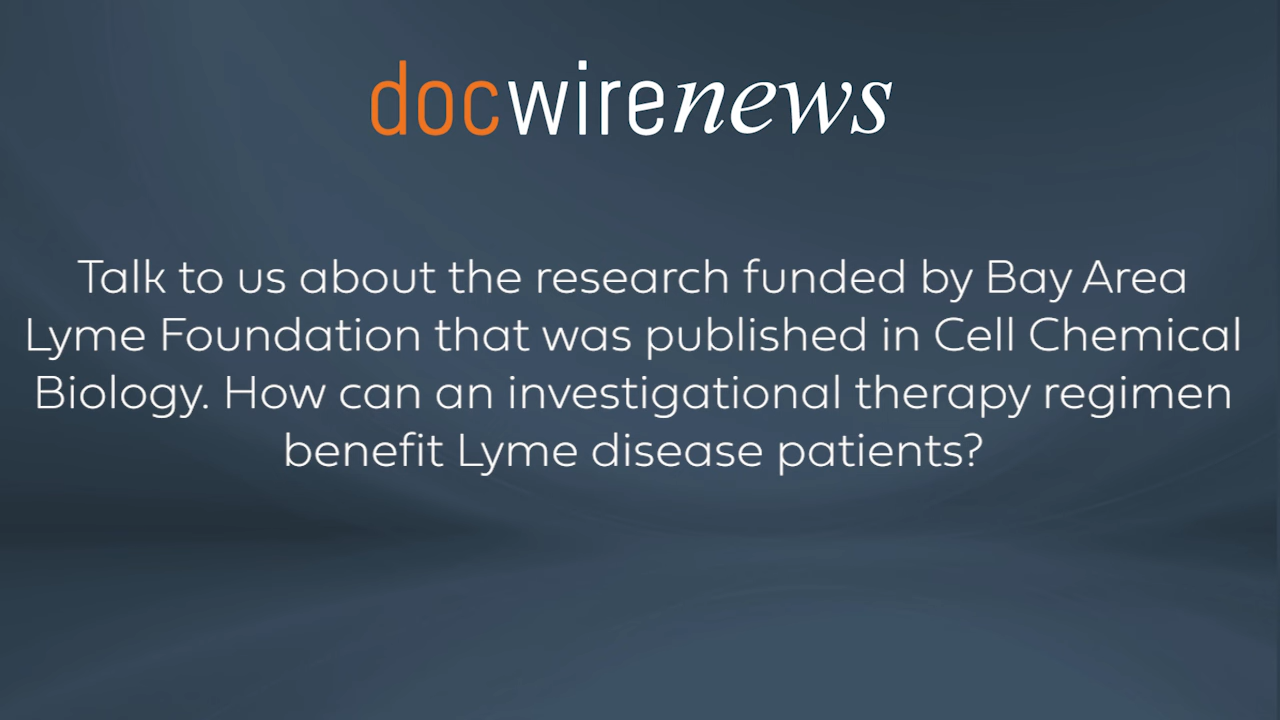 docwirenews
Talk to us about the research funded by Bay Area
Lyme Foundation that was published in Cell Chemical
Biology. How can an investigational therapy regimen
benefit Lyme disease patients?